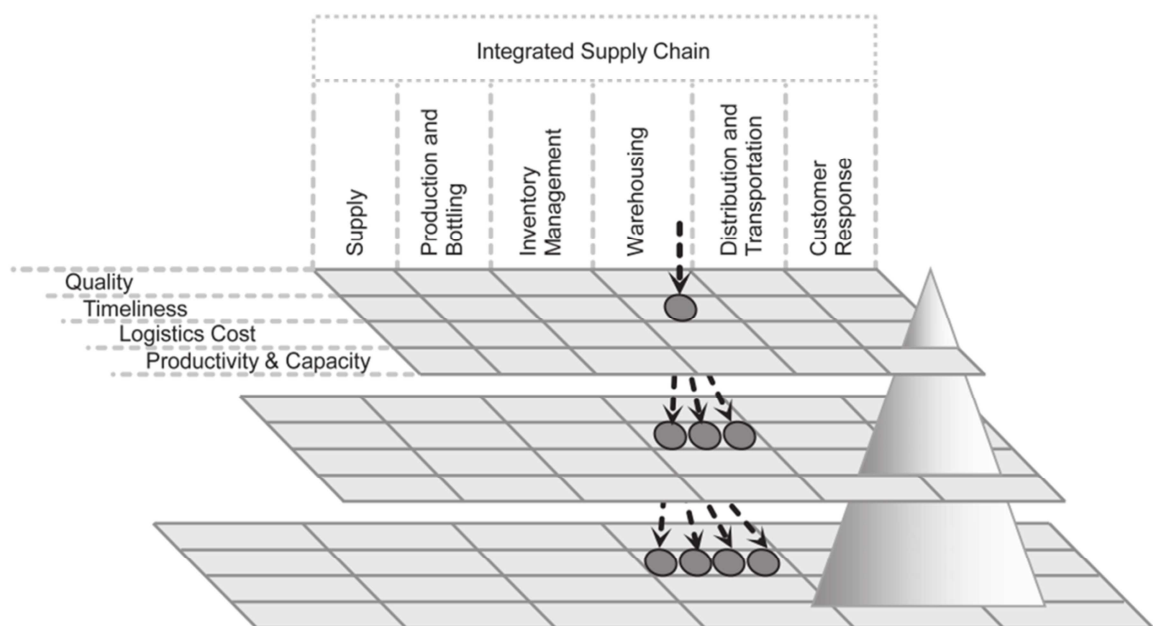 Integrated Supply Chain
Supply
Production and
Bottling
Inventory
Management
Warehousing
Distribution and
Transportation
Customer
Response
Quality
Timeliness
Logistics Cost
Productivity & Capacity